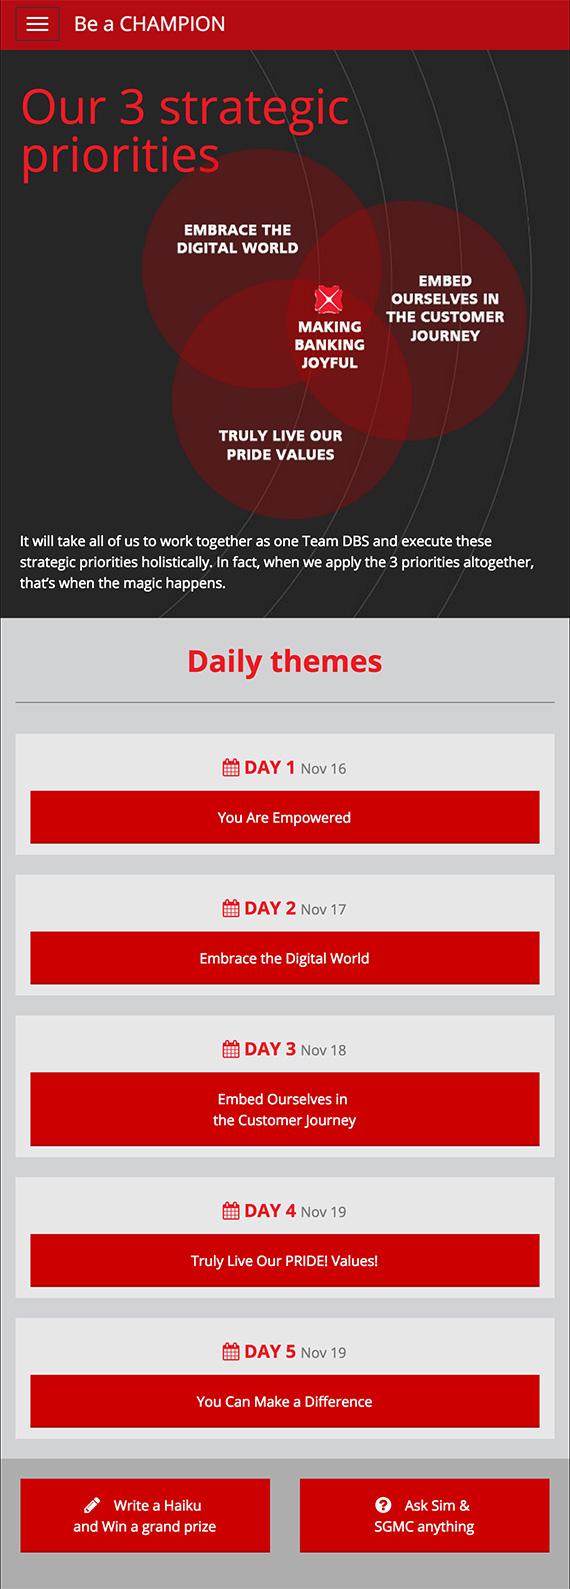 Be a CHAMPION
Our 3 strategic
priorities
EMBRACE THE
DIGITAL WORLD
EMBED
OURSELVES IN
THE CUSTOMER
JOURNEY
MAKING
BANKING
JOYFUL
TRULY LIVE OUR
PRIDE VALUES
It will take all of us to work together as one Team DBS and execute these
strategic priorities holistically. In fact, when we apply the 3 priorities altogether,
that’s when the magic happens.
Daily themes
DAY 1 Nov 16
You Are Empowered
DAY 2 Nov 17
Embrace the Digital World
DAY 3 Nov 18
Embed Ourselves in
the Customer Journey
DAY 4 Nov 19
Truly Live Our PRIDE! Values!
DAY 5 Nov 19
You Can Make a Difference
Write a Haiku
and Win a grand prize
Ask Sim &
SGMC anything